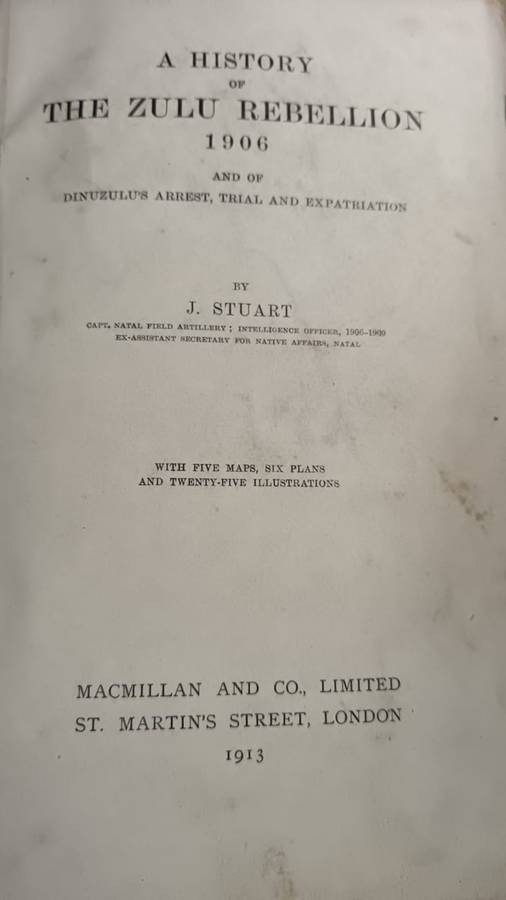 A HISTORY
OF
THE ZULU REBELLION
1906
AND OF
DINUZULU'S ARREST, TRIAL AND EXPATRIATION
BY
J. STUART
CAPT. NATAL FIELD ARTILLERY; INTELLIGENCE OFFICER, 1906-1909
EX-ASSISTANT SECRETARY FOR NATIVE AFFAIRS, NATAL
WITH FIVE MAPS, SIX PLANS
AND TWENTY-FIVE ILLUSTRATIONS
MACMILLAN AND CO., LIMITED
ST. MARTIN'S STREET, LONDON
1913